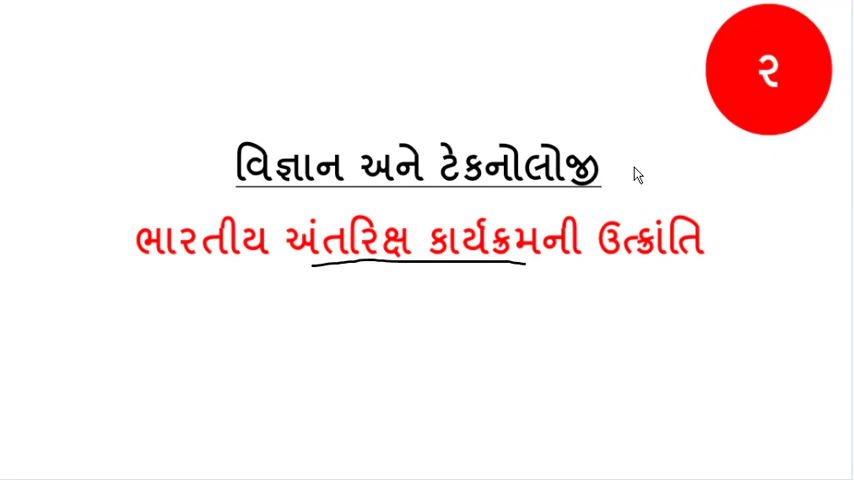 ૨
વિજ્ઞાન અને ટેકનોલોજી
ભારતીય અંતરિક્ષ કાર્યક્રમની ઉત્ક્રાંતિ